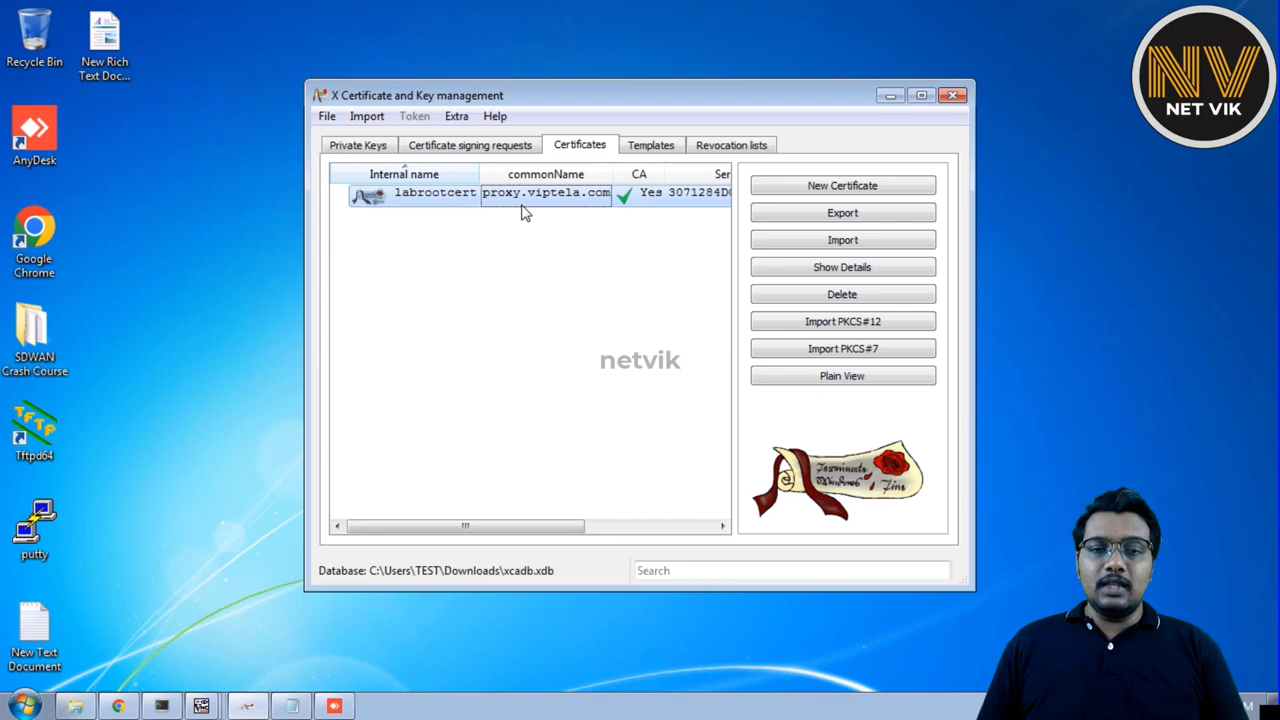 Recycle Bin
New Rich
Text Doc...
NV
NET VIK
AnyDesk
Google
Chrome
SDWAN
Crash Course
TFTP
Tftpd64
putty
New Text
Document
X Certificate and Key management
File Import Token Extra Help
Private Keys Certificate signing requests Certificates Templates Revocation lists
Internal name commonName CA Ser
labrootcert proxy.viptela.com Yes 3071284D
New Certificate
Export
Import
Show Details
Delete
Import PKCS#12
Import PKCS#7
Plain View
netvik
Database: C:\Users\TEST\Downloads\xcadb.xdb
Search